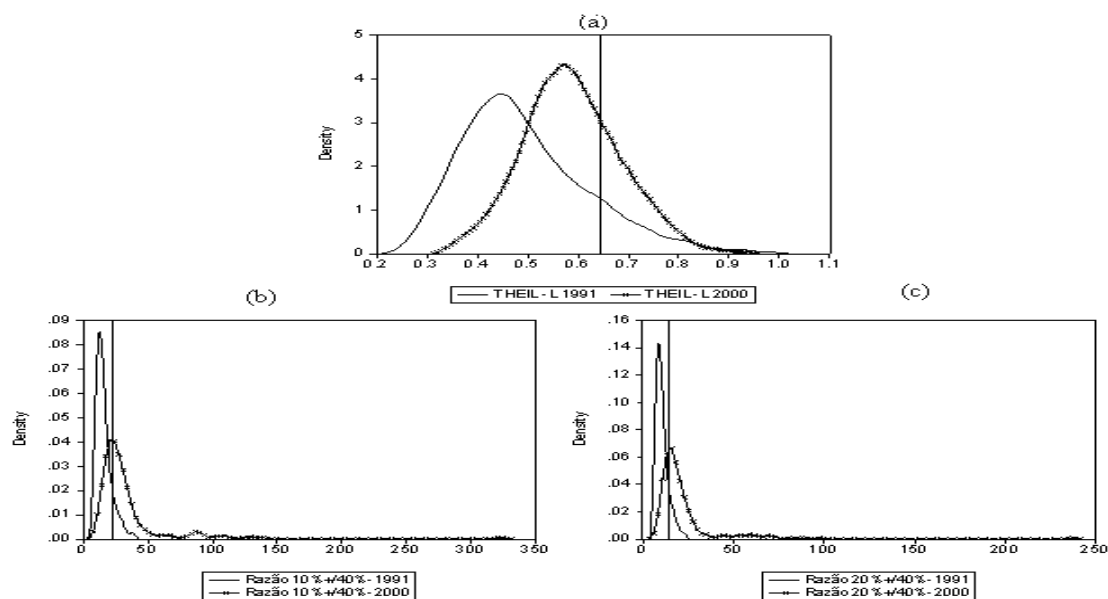 (a)
5
4
3
2
1
0
Density
0.2 0.3 0.4 0.5 0.6 0.7 0.8 0.9 1.0 1.1
THEIL - L 1991 THEIL - L 2000
(b)
.09
.08
.07
.06
.05
.04
.03
.02
.01
.00
Density
0 50 100 150 200 250 300 350
Razão 10%+/40% - 1991
Razão 10%+/40% - 2000
(c)
.16
.14
.12
.10
.08
.06
.04
.02
.00
Density
0 50 100 150 200 250
Razão 20%+/40% - 1991
Razão 20%+/40% - 2000